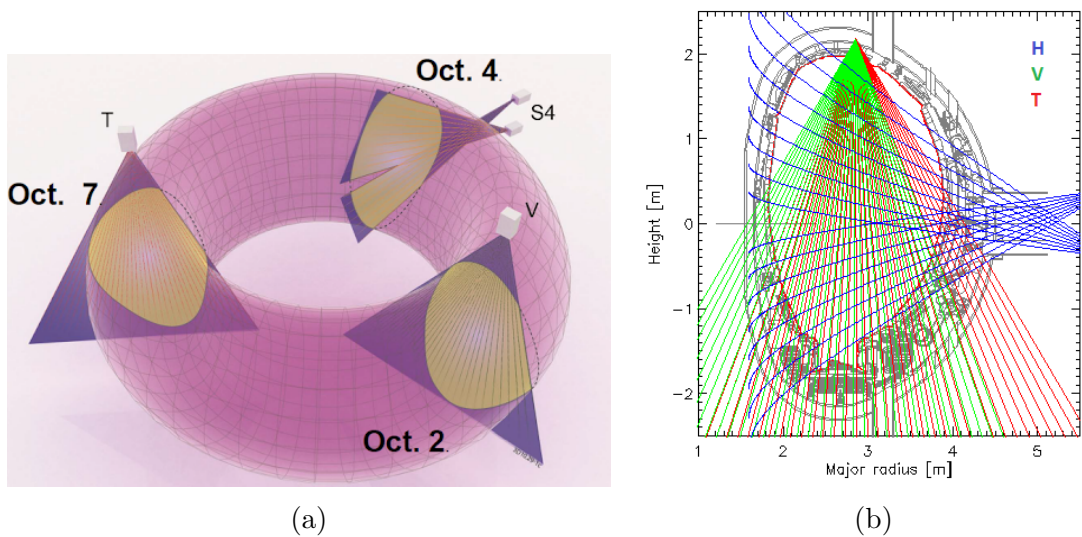 Oct. 4.
S4
T
Oct. 7.
V
Oct. 2.
(a)
H
V
T
2
1
0
−1
−2
Height [m]
1 2 3 4 5
Major radius [m]
(b)